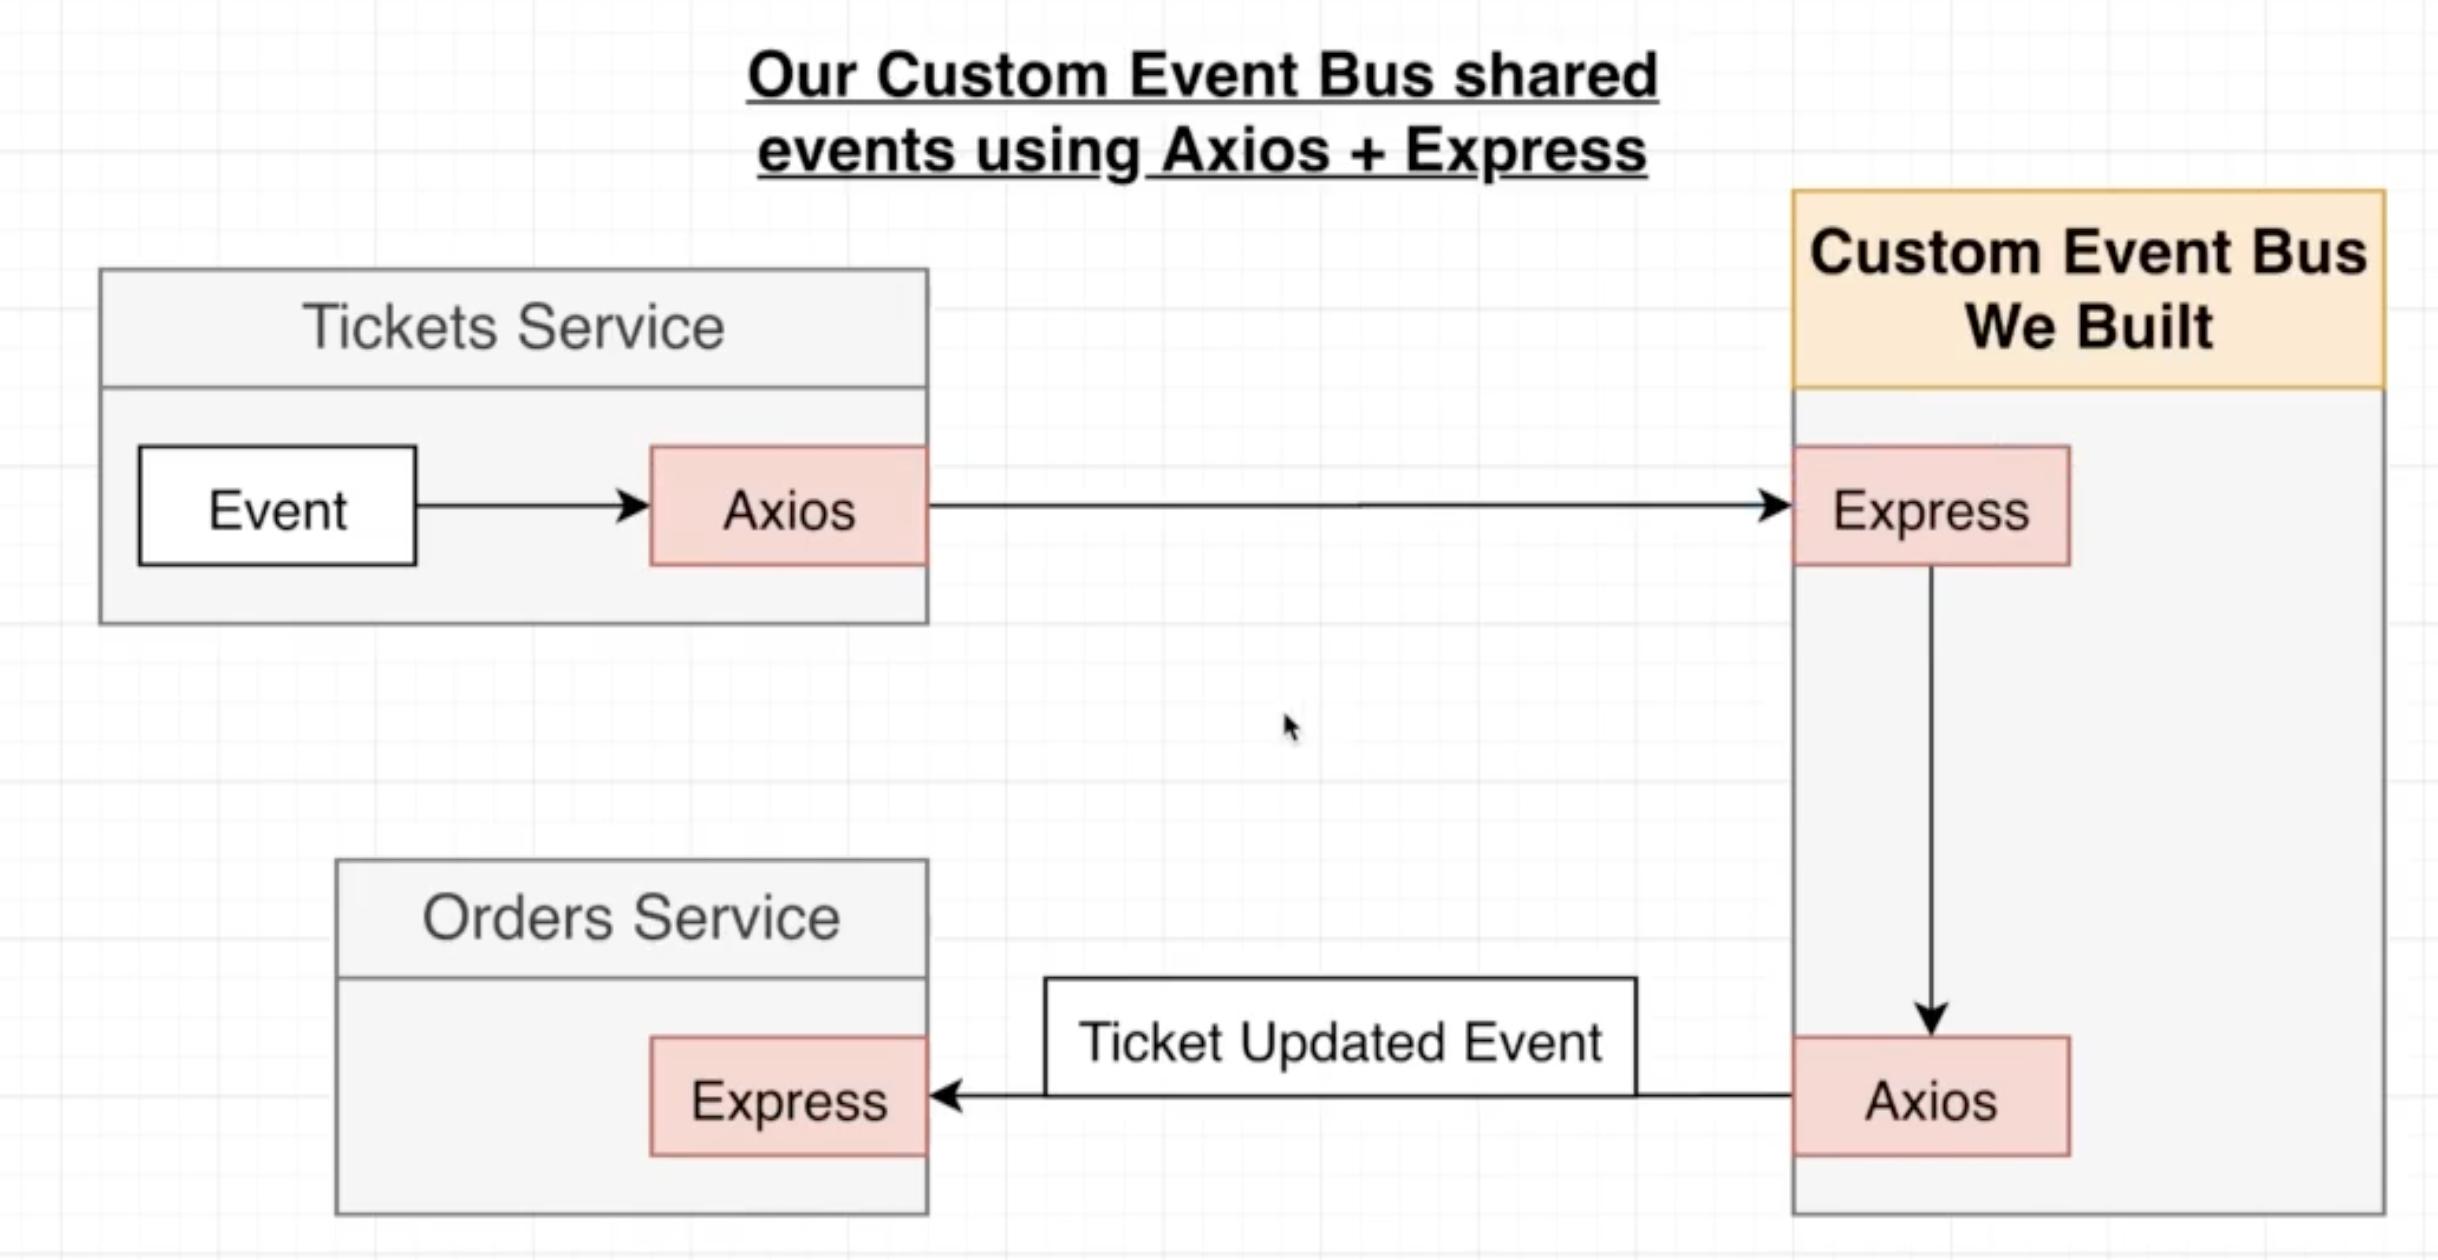 Our Custom Event Bus shared
events using Axios + Express
Custom Event Bus
We Built
Tickets Service
Event
Axios
Express
Orders Service
Ticket Updated Event
Express
Axios